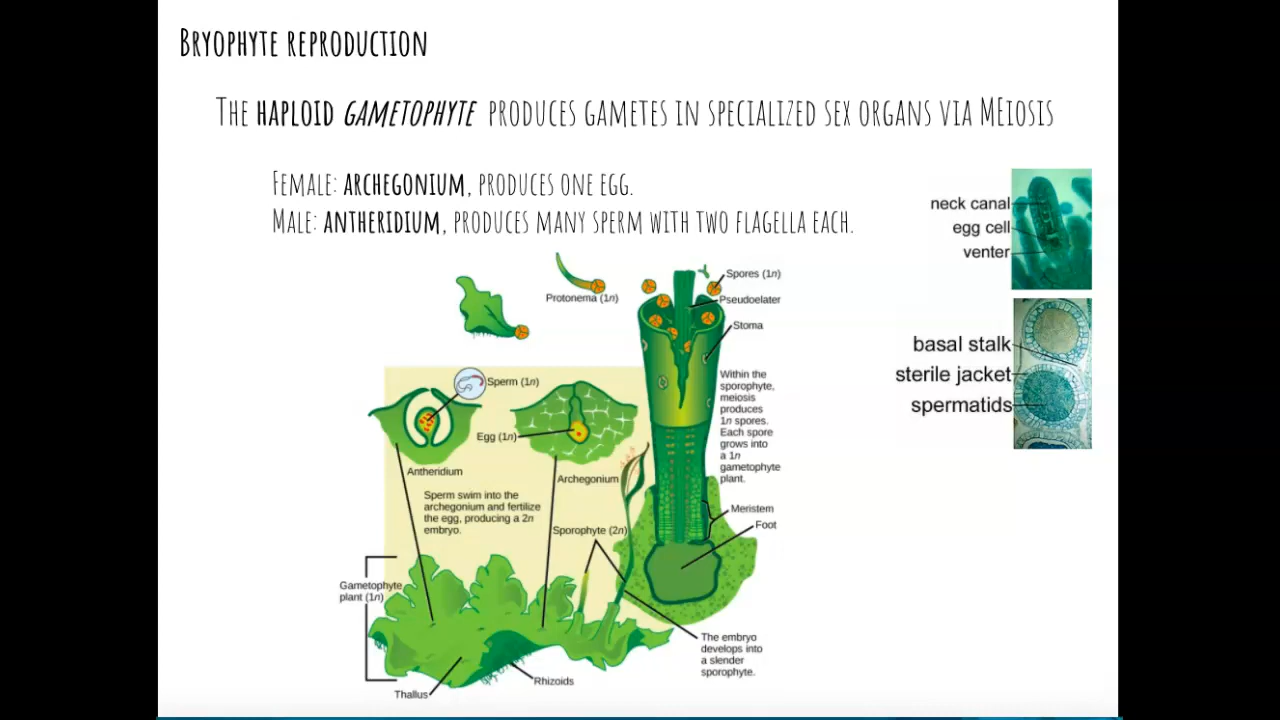 Bryophyte reproduction
The haploid gametophyte produces gametes in specialized sex organs via MEiosis
Female: archegonium, produces one egg.
Male: antheridium, produces many sperm with two flagella each.
neck canal
egg cell
venter
basal stalk
sterile jacket
spermatids
Protonema (1n)
Spores (1n)
Pseudoelater
Stoma
Within the
sporophyte,
meiosis
produces
1n spores.
Each spore
grows into
a 1n
gametophyte
plant.
Sperm (1n)
Egg (1n)
Antheridium
Archegonium
Sperm swim into the
archegonium and fertilize
the egg, producing a 2n
embryo.
Sporophyte (2n)
Meristem
Foot
Gametophyte
plant (1n)
The embryo
develops into
a slender
sporophyte.
Rhizoids
Thallus